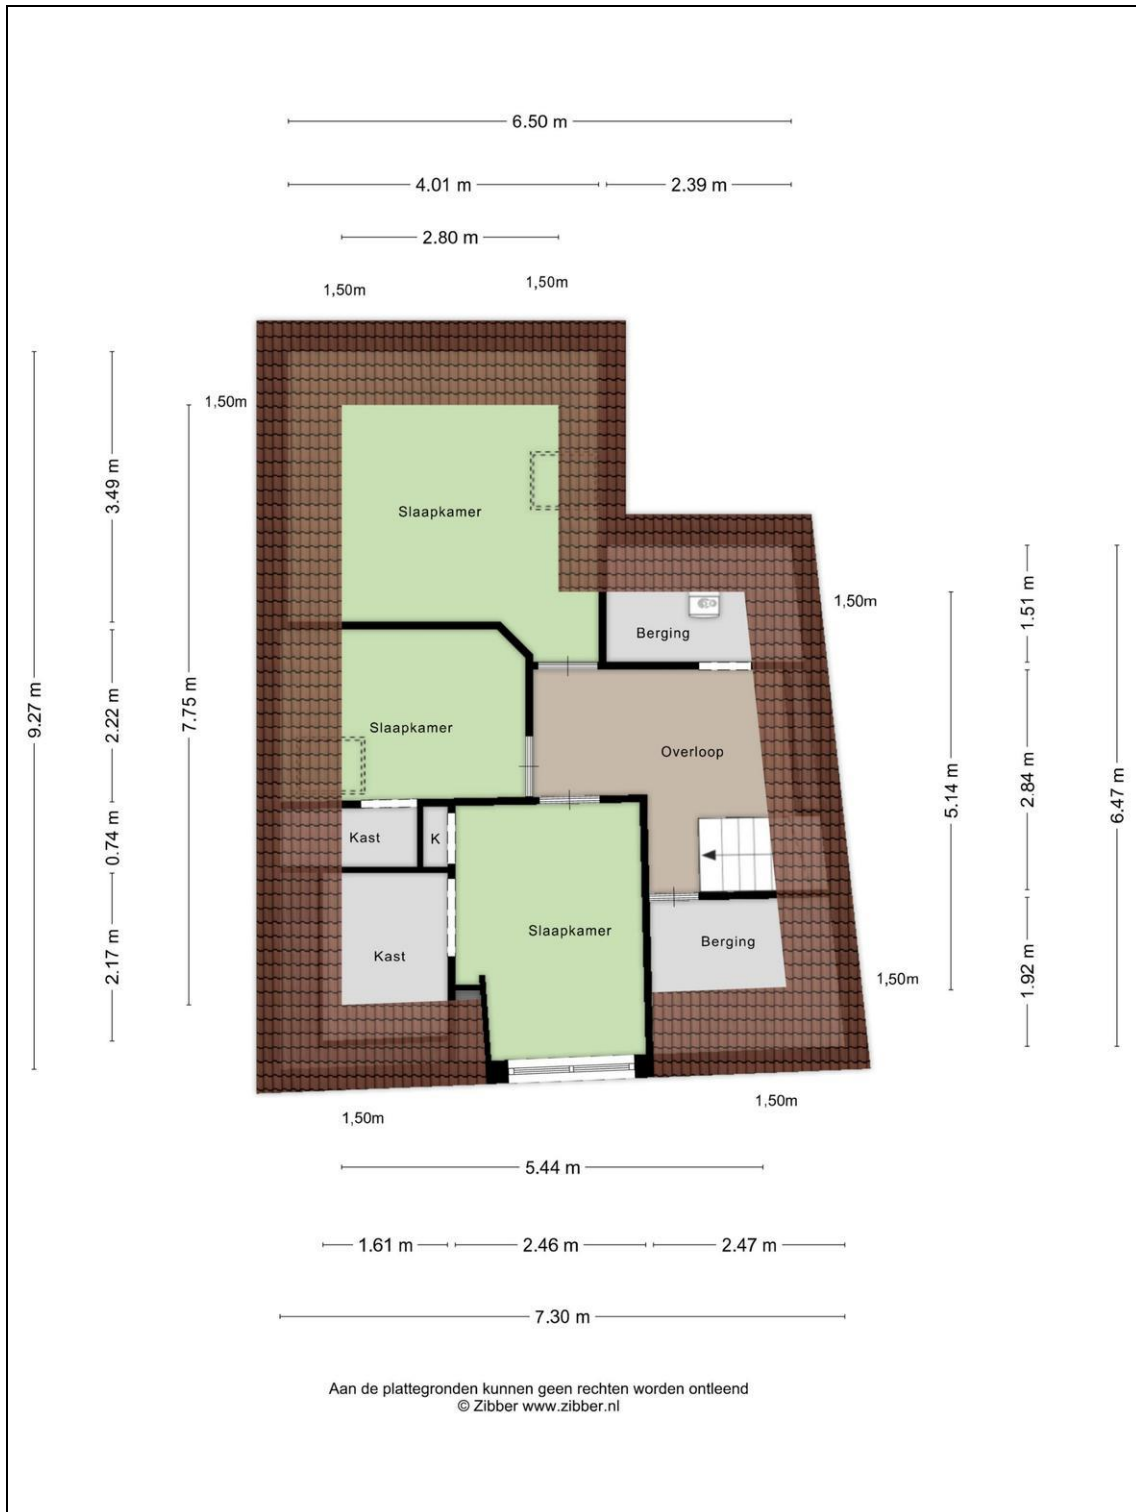 6.50 m
4.01 m
2.39 m
2.80 m
1,50m
1,50m
1,50m
3.49 m
Slaapkamer
1,50m
1.51 m
Berging
9.27 m
7.75 m
2.22 m
Slaapkamer
Overloop
5.14 m
2.84 m
6.47 m
0.74 m
Kast
K
Slaapkamer
Berging
2.17 m
Kast
1,50m
1.92 m
1,50m
1,50m
5.44 m
1.61 m
2.46 m
2.47 m
7.30 m
Aan de plattegronden kunnen geen rechten worden ontleend
© Zibber www.zibber.nl